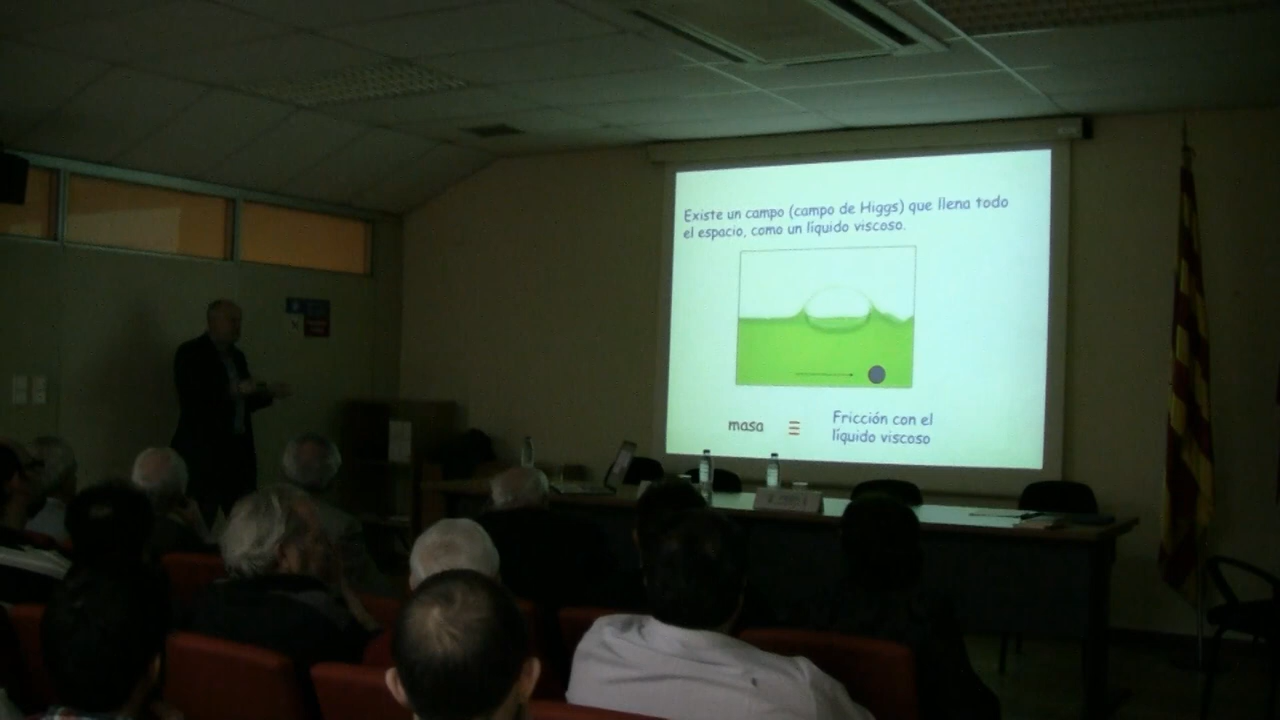 Existe un campo (campo de Higgs) que llena todo
el espacio, como un líquido viscoso.
masa ≡ Fricción con el
líquido viscoso